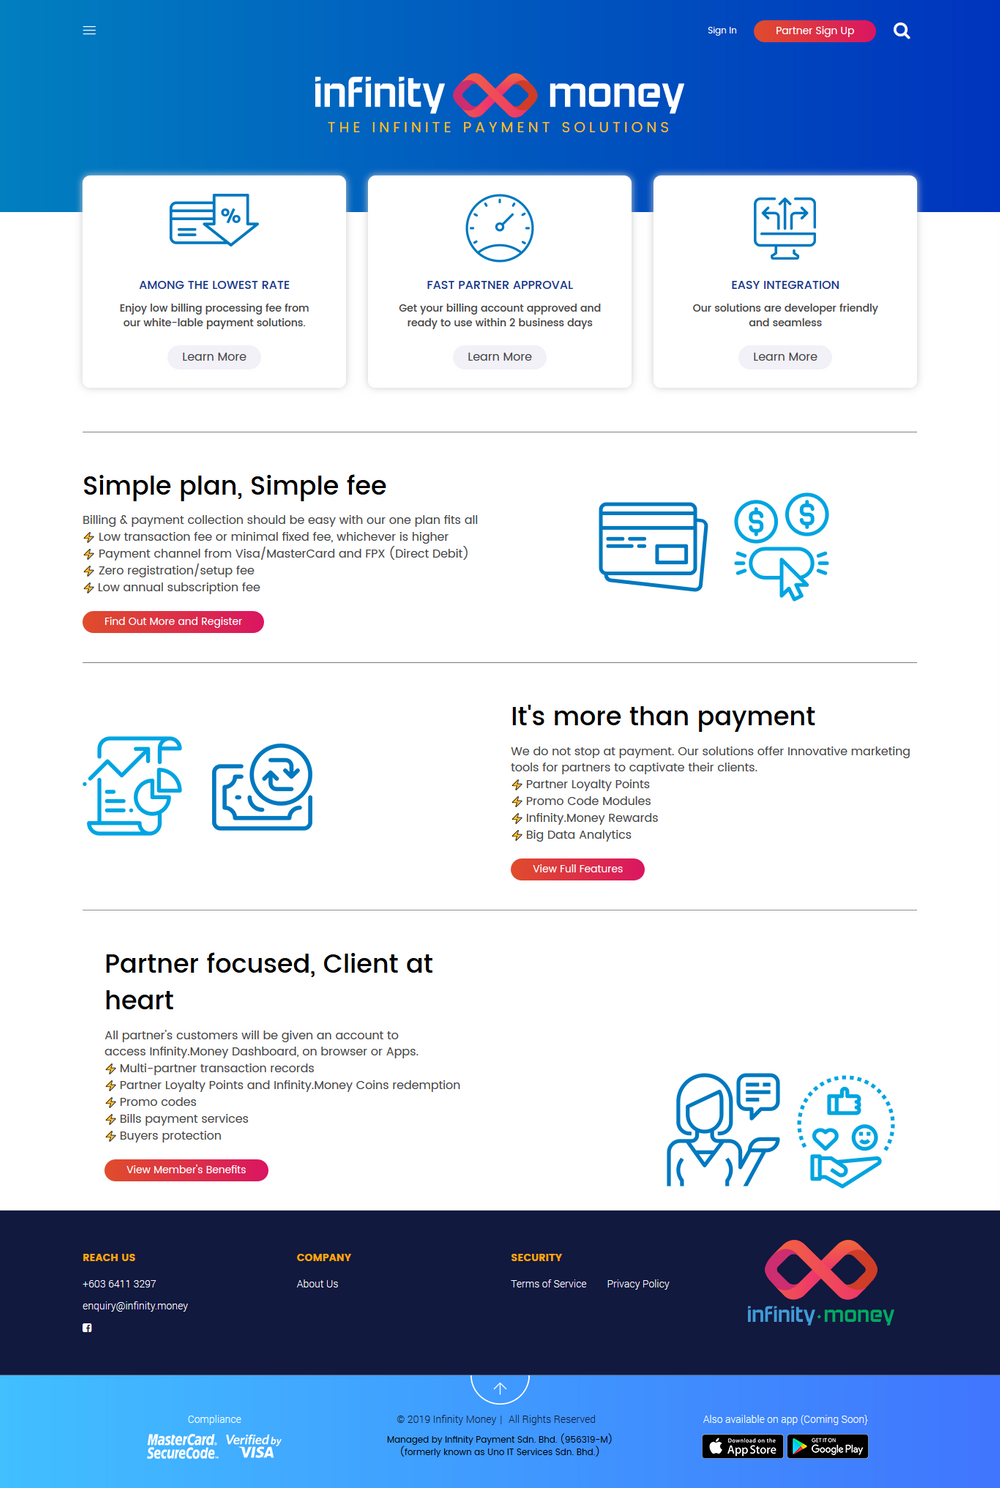 Sign In
Partner Sign Up
infinity money
THE INFINITE PAYMENT SOLUTIONS
%
AMONG THE LOWEST RATE
Enjoy low billing processing fee from
our white-lable payment solutions.
Learn More
FAST PARTNER APPROVAL
Get your billing account approved and
ready to use within 2 business days
Learn More
EASY INTEGRATION
Our solutions are developer friendly
and seamless
Learn More
Simple plan, Simple fee
Billing & payment collection should be easy with our one plan fits all
Low transaction fee or minimal fixed fee, whichever is higher
Payment channel from Visa/MasterCard and FPX (Direct Debit)
Zero registration/setup fee
Low annual subscription fee
Find Out More and Register
$ $
It's more than payment
We do not stop at payment. Our solutions offer Innovative marketing
tools for partners to captivate their clients.
Partner Loyalty Points
Promo Code Modules
Infinity.Money Rewards
Big Data Analytics
View Full Features
Partner focused, Client at
heart
All partner's customers will be given an account to
access Infinity.Money Dashboard, on browser or Apps.
Multi-partner transaction records
Partner Loyalty Points and Infinity.Money Coins redemption
Promo codes
Bills payment services
Buyers protection
View Member's Benefits
REACH US
+603 6411 3297
enquiry@infinity.money
COMPANY
About Us
SECURITY
Terms of Service
Privacy Policy
infinity·money
Compliance
MasterCard.
SecureCode.
Verified by
VISA
© 2019 Infinity Money | All Rights Reserved
Managed by Infinity Payment Sdn. Bhd. (956319-M)
(formerly known as Uno IT Services Sdn. Bhd.)
Also available on app (Coming Soon)
Download on the
App Store
GET IT ON
Google Play